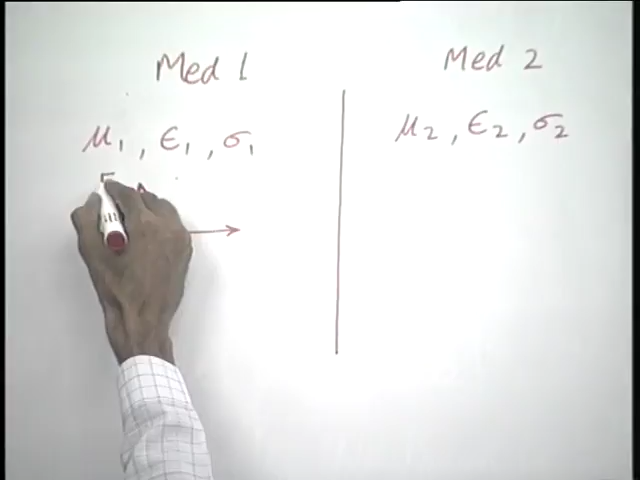 Med 1
Med 2
μ₁, ε₁, σ₁
μ₂, ε₂, σ₂